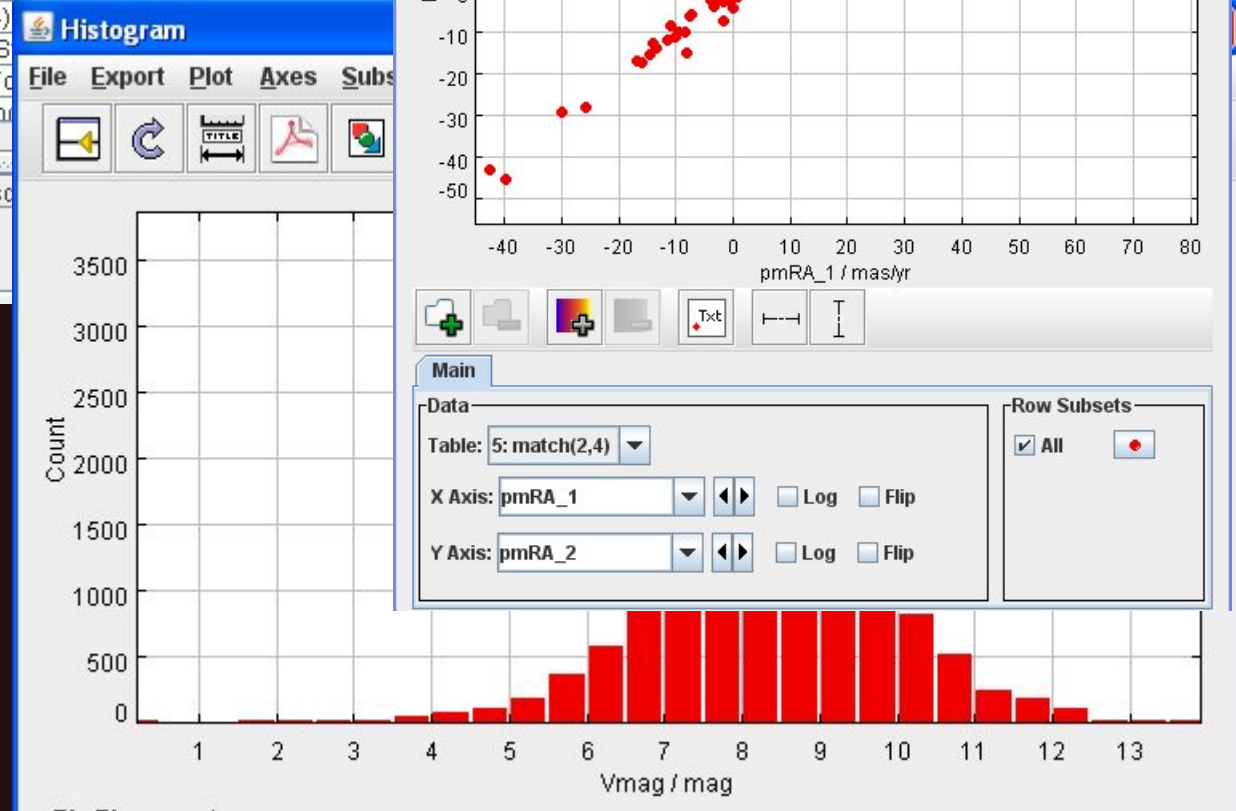 Histogram
File Export Plot Axes Subs
TITLE
3500
3000
2500
2000
1500
1000
500
0
Count
1 2 3 4 5 6 7 8 9 10 11 12 13
Vmag / mag
-10
-20
-30
-40
-50
-40 -30 -20 -10 0 10 20 30 40 50 60 70 80
pmRA_1 / mas/yr
Txt
Main
Data
Table: 5: match(2,4)
X Axis: pmRA_1 Log Flip
Y Axis: pmRA_2 Log Flip
Row Subsets
All